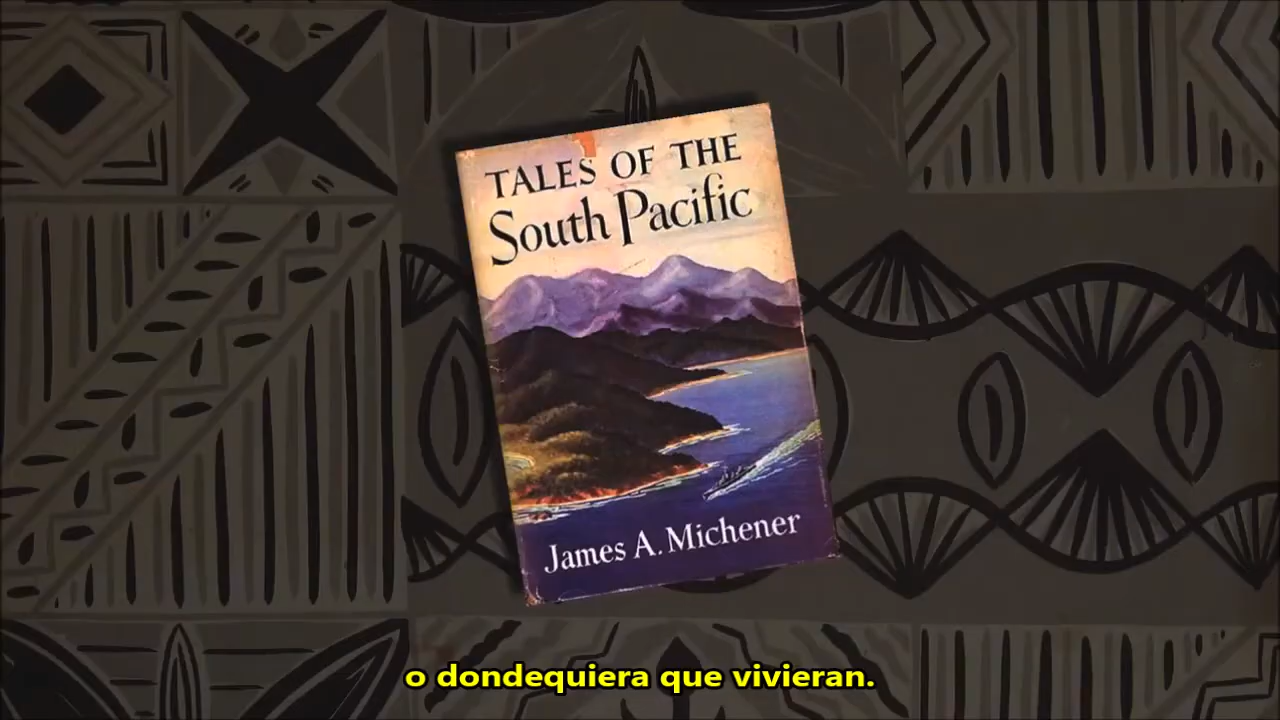 TALES OF THE
South Pacific
James A. Michener
o dondequiera que vivieran.